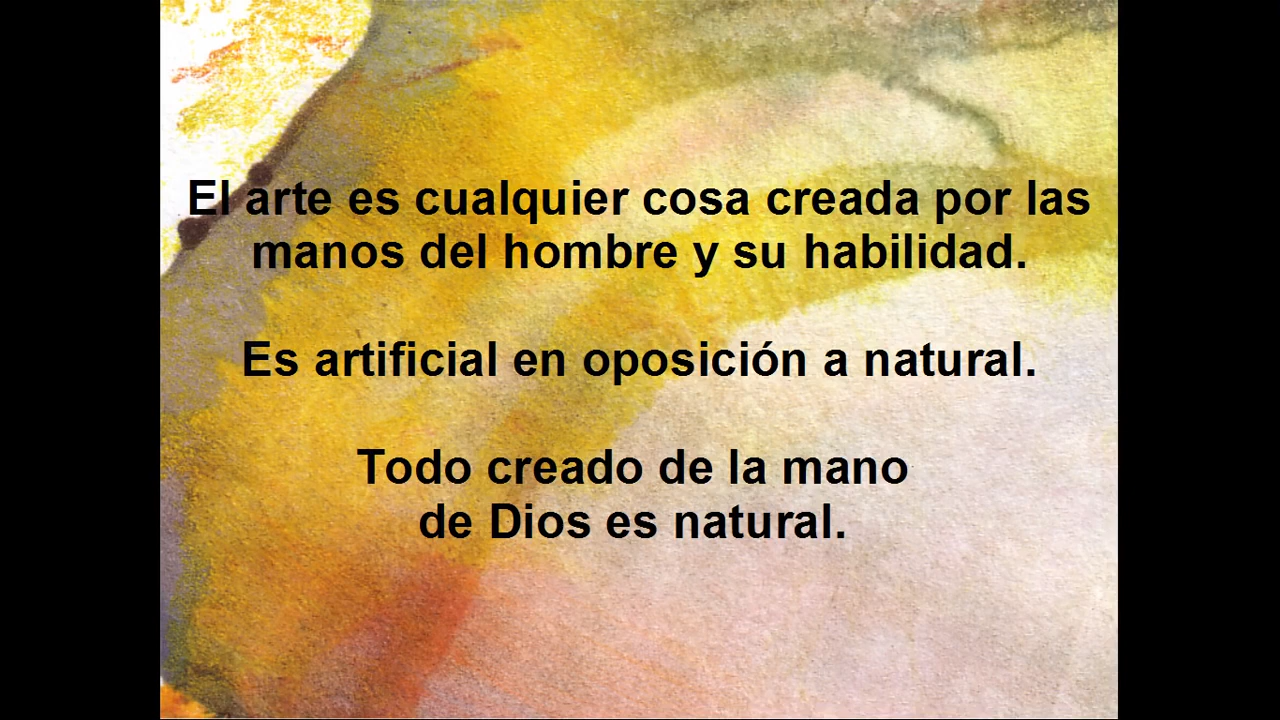 El arte es cualquier cosa creada por las
manos del hombre y su habilidad.
Es artificial en oposición a natural.
Todo creado de la mano
de Dios es natural.